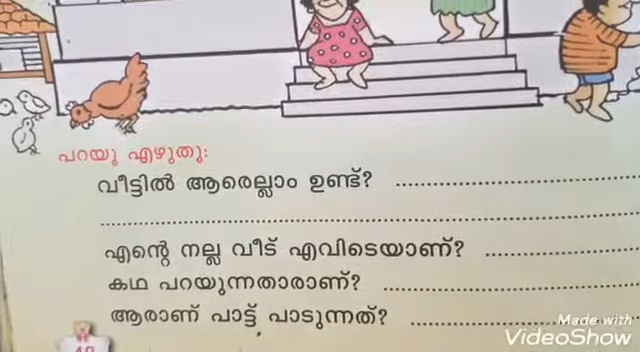 പറയൂ എഴുതൂ:
വീട്ടിൽ ആരെല്ലാം ഉണ്ട്? ........................
........................
എന്റെ നല്ല വീട് എവിടെയാണ്? ........................
കഥ പറയുന്നതാരാണ്? ........................
ആരാണ് പാട്ട് പാടുന്നത്? ........................
Made with
VideoShow